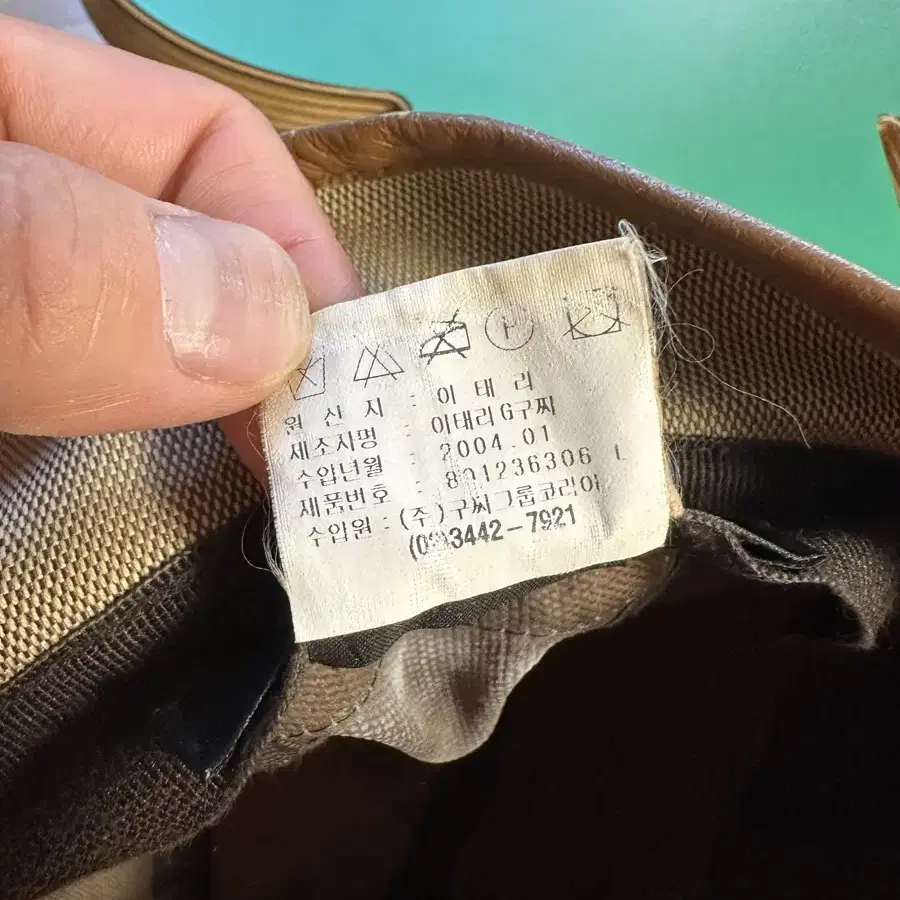 원 산 지 : 이 태 리
제조자명 : 이태리 G구찌
수입년월 : 2004.01
제품번호 : 801236306 L
수입원 : (주)구찌그룹코리아
(02)3442-7921